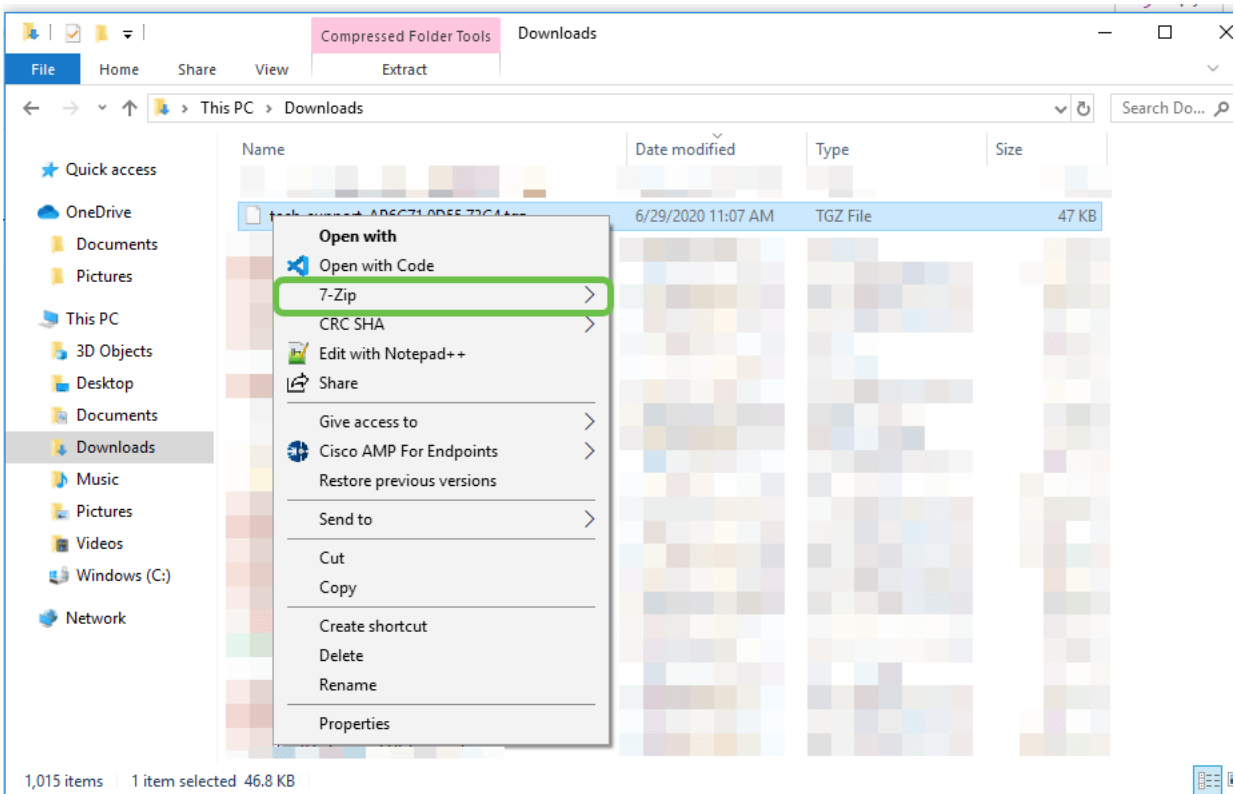 Compressed Folder Tools Downloads
File Home Share View Extract
This PC > Downloads Search Do...
Name Date modified Type Size
Quick access
6/29/2020 11:07 AM TGZ File 47 KB
OneDrive
Open with
Documents
Open with Code
Pictures
7-Zip
This PC
CRC SHA
3D Objects
Edit with Notepad++
Desktop
Share
Documents
Give access to
Downloads
Cisco AMP For Endpoints
Music
Restore previous versions
Pictures
Send to
Videos
Cut
Windows (C:)
Copy
Network
Create shortcut
Delete
Rename
Properties
1,015 items 1 item selected 46.8 KB